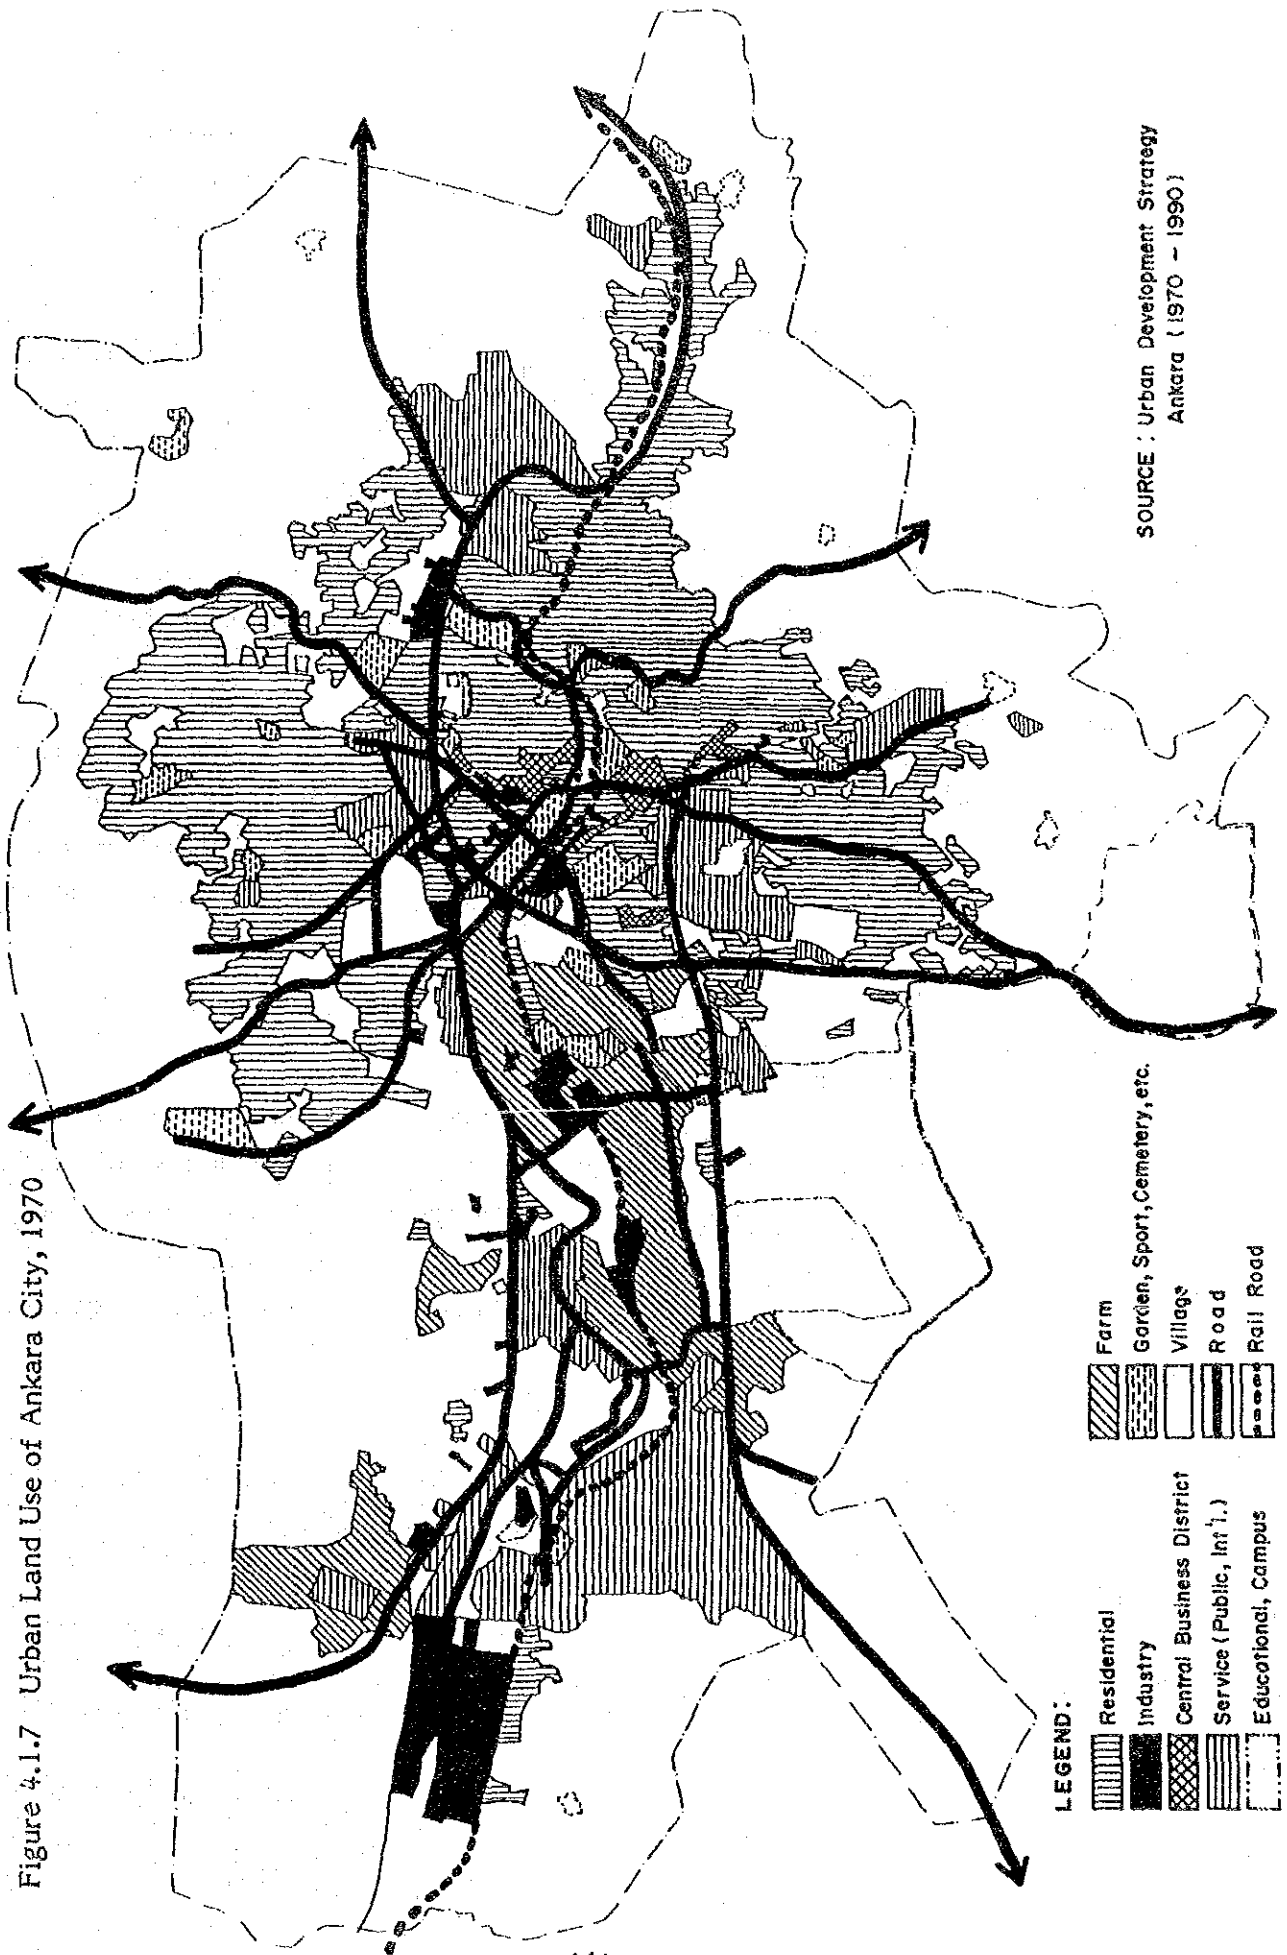 Figure 4.1.7 Urban Land Use of Ankara City, 1970
SOURCE : Urban Development Strategy
Ankara (1970 - 1990)
LEGEND:
Residential
Industry
Central Business District
Service (Public, Int'l.)
Educational, Campus
Farm
Garden, Sport, Cemetery, etc.
Village
Road
Rail Road